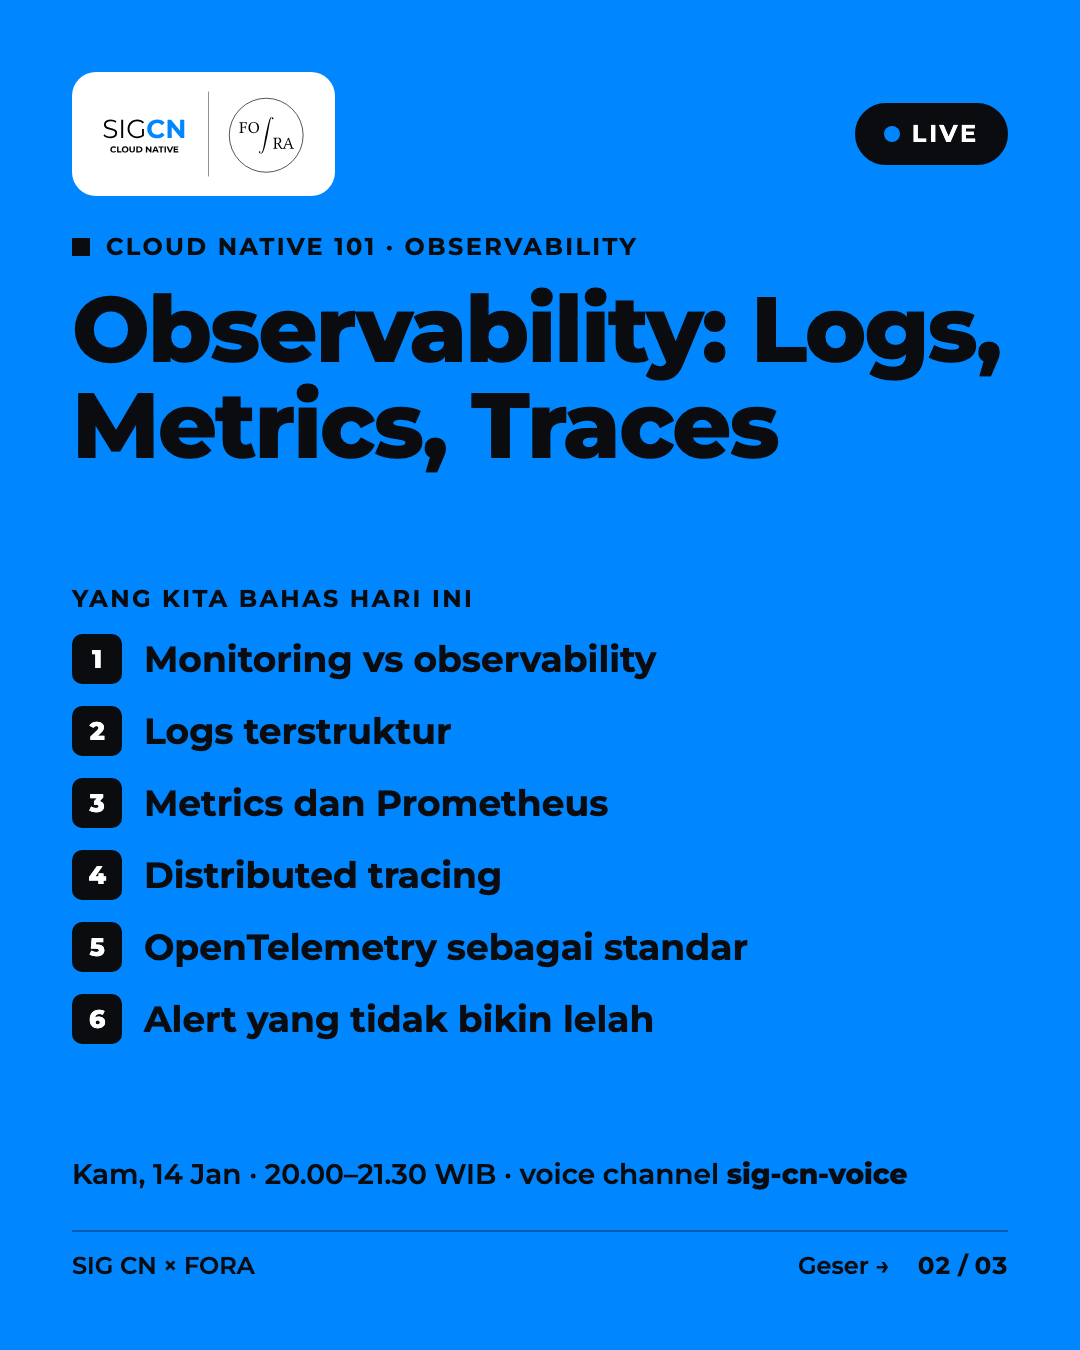 SIGCN
CLOUD NATIVE
FO
RA
LIVE
CLOUD NATIVE 101 · OBSERVABILITY
Observability: Logs,
Metrics, Traces
YANG KITA BAHAS HARI INI
1 Monitoring vs observability
2 Logs terstruktur
3 Metrics dan Prometheus
4 Distributed tracing
5 OpenTelemetry sebagai standar
6 Alert yang tidak bikin lelah
Kam, 14 Jan · 20.00–21.30 WIB · voice channel sig-cn-voice
SIG CN × FORA
Geser → 02 / 03